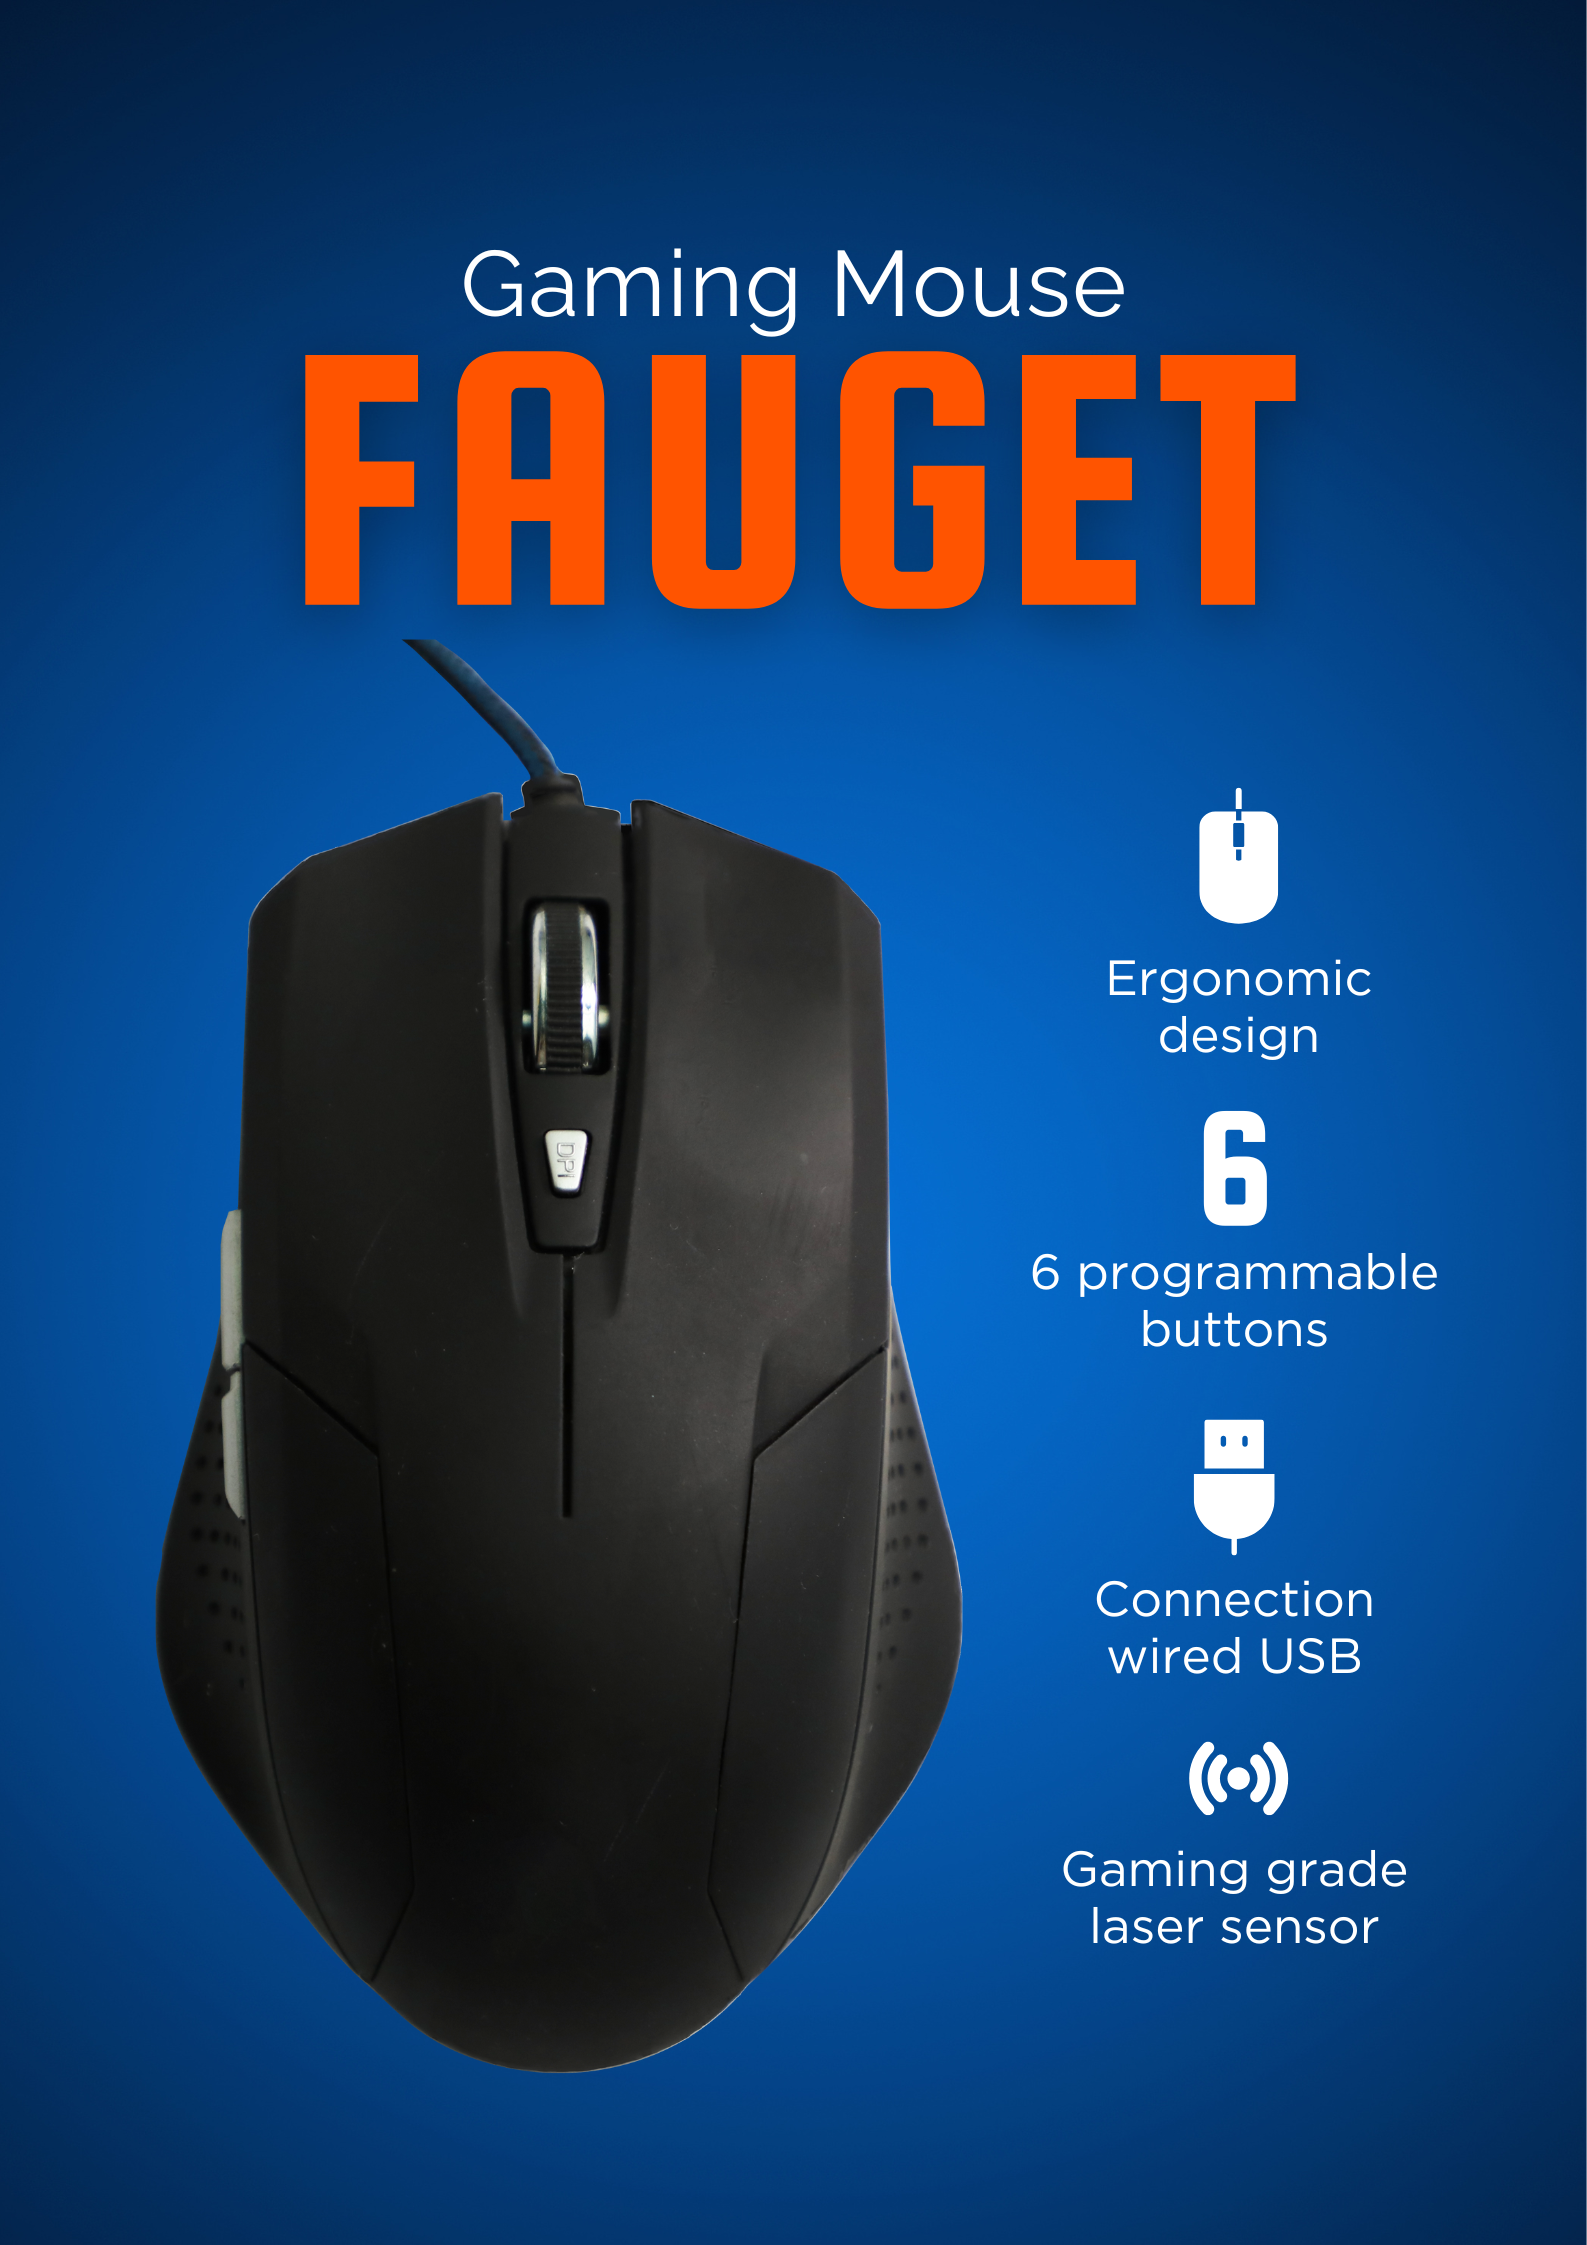 Gaming Mouse
FAUGET
DPI
Ergonomic
design
6
6 programmable
buttons
Connection
wired USB
Gaming grade
laser sensor